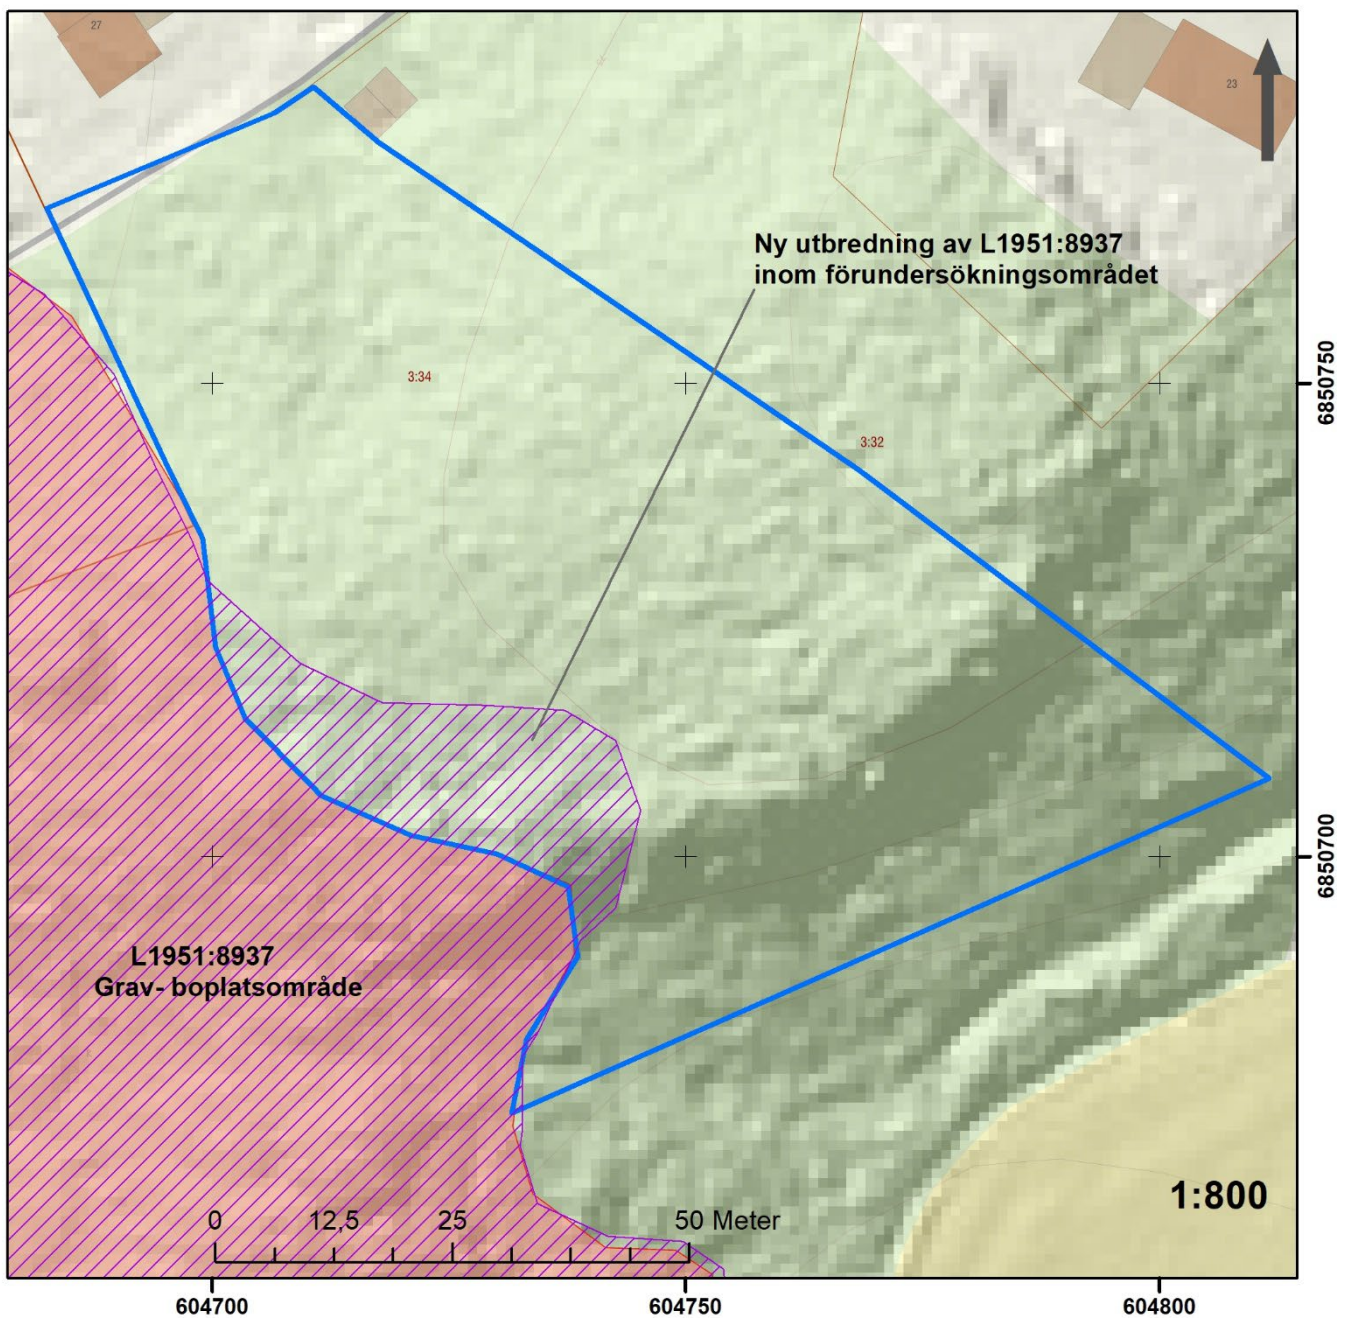 27
23
Ny utbredning av L1951:8937
inom förundersökningsområdet
6850750
3:34
3:32
6850700
L1951:8937
Grav- boplatsområde
1:800
0 12,5 25 50 Meter
604700 604750 604800